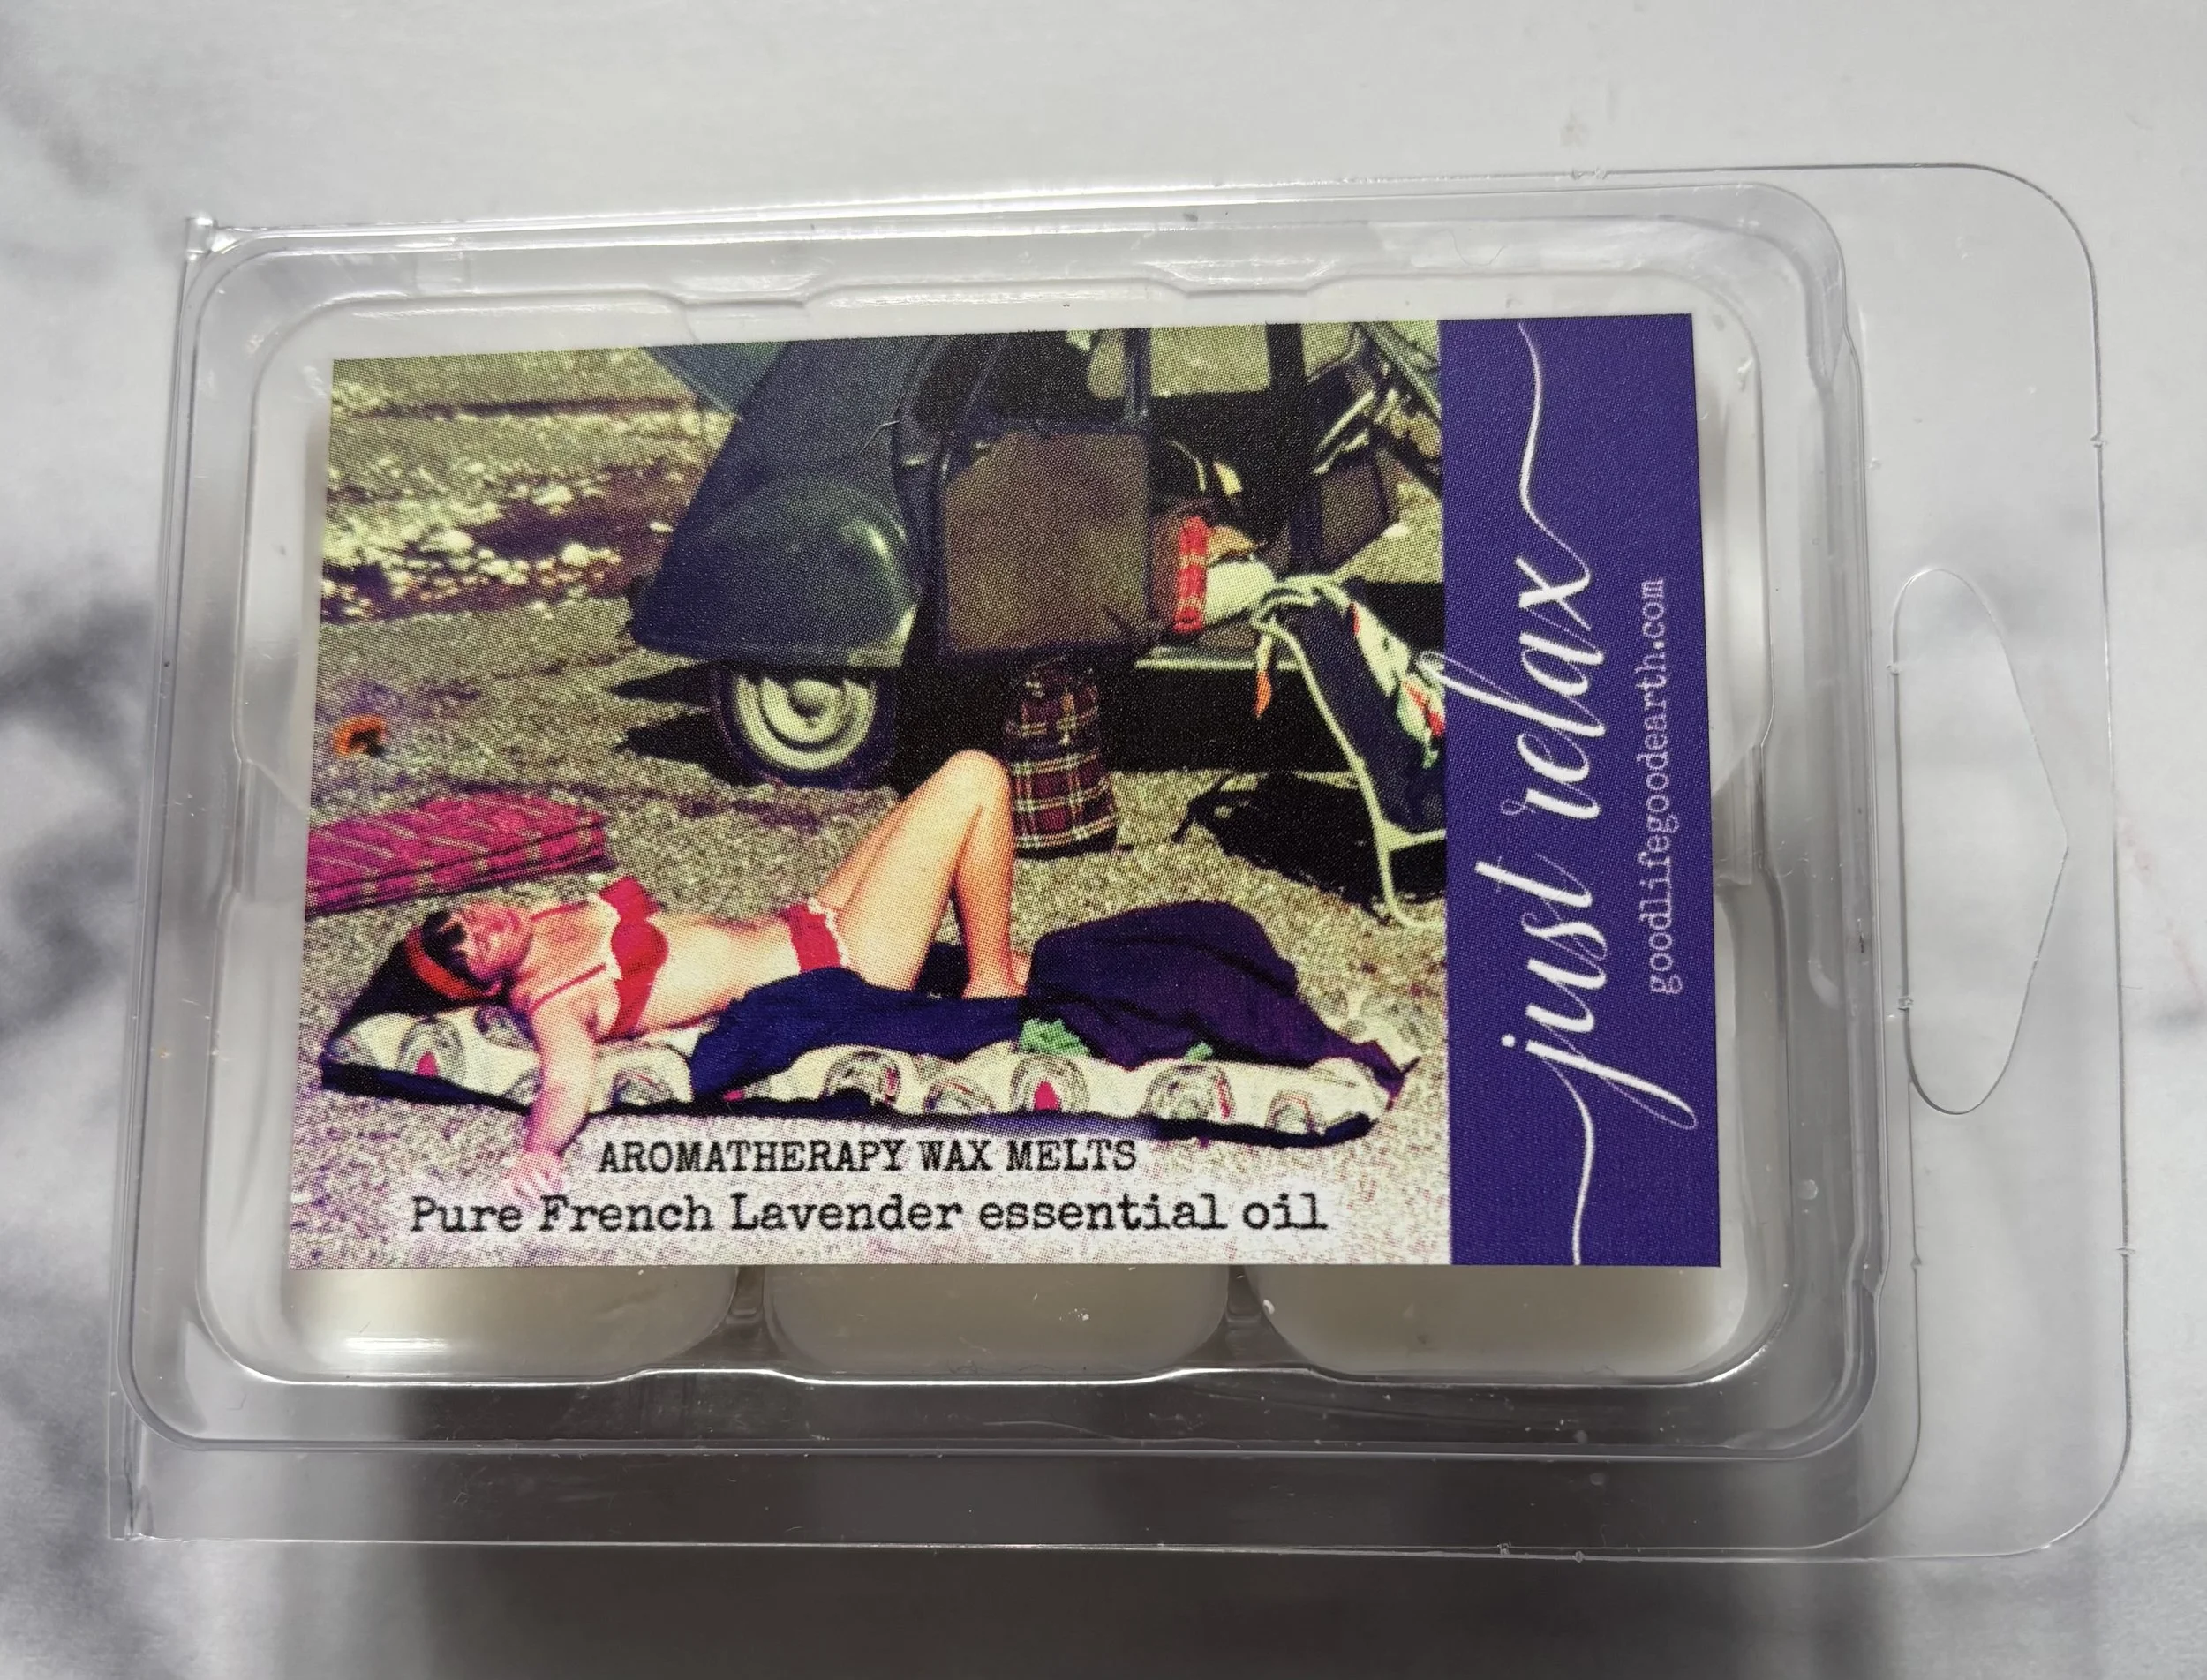 AROMATHERAPY WAX MELTS
Pure French Lavender essential oil
just relax
goodlifegoodearth.com